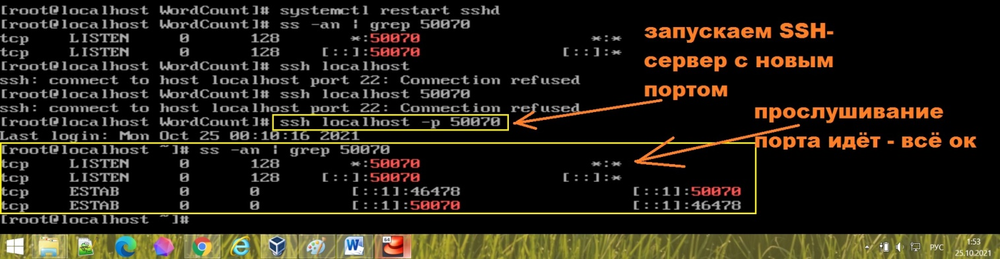 [root@localhost WordCount]# systemctl restart sshd
[root@localhost WordCount]# ss -an | grep 50070
tcp LISTEN 0 128 *:50070 *:*
tcp LISTEN 0 128 [::]:50070 [::]:*
[root@localhost WordCount]# ssh localhost
ssh: connect to host localhost port 22: Connection refused
[root@localhost WordCount]# ssh localhost 50070
ssh: connect to host localhost port 22: Connection refused
[root@localhost WordCount]# ssh localhost -p 50070
Last login: Mon Oct 25 00:10:16 2021
[root@localhost ~]# ss -an | grep 50070
tcp LISTEN 0 128 *:50070 *:*
tcp LISTEN 0 128 [::]:50070 [::]:*
tcp ESTAB 0 0 [::1]:46478 [::1]:50070
tcp ESTAB 0 0 [::1]:50070 [::1]:46478
[root@localhost ~]#
запускаем SSH-
сервер с новым
портом
прослушивание
порта идёт - всё ок
64
РУС
1:53
25.10.2021